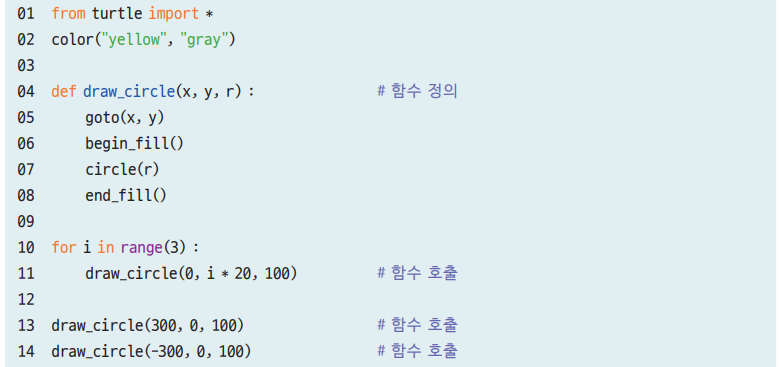 01 from turtle import *
02 color("yellow", "gray")
03
04 def draw_circle(x, y, r) : # 함수 정의
05 goto(x, y)
06 begin_fill()
07 circle(r)
08 end_fill()
09
10 for i in range(3) :
11 draw_circle(0, i * 20, 100) # 함수 호출
12
13 draw_circle(300, 0, 100) # 함수 호출
14 draw_circle(-300, 0, 100) # 함수 호출